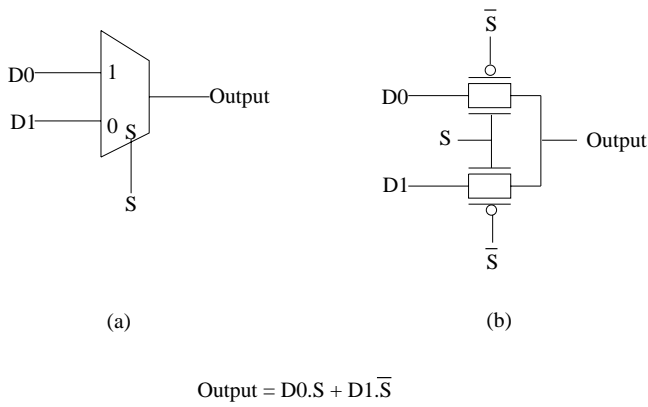 D0
1
Output
D1
0
S
S
(a)
S̅
D0
S
Output
D1
S̅
(b)
Output = D0.S + D1.S̅